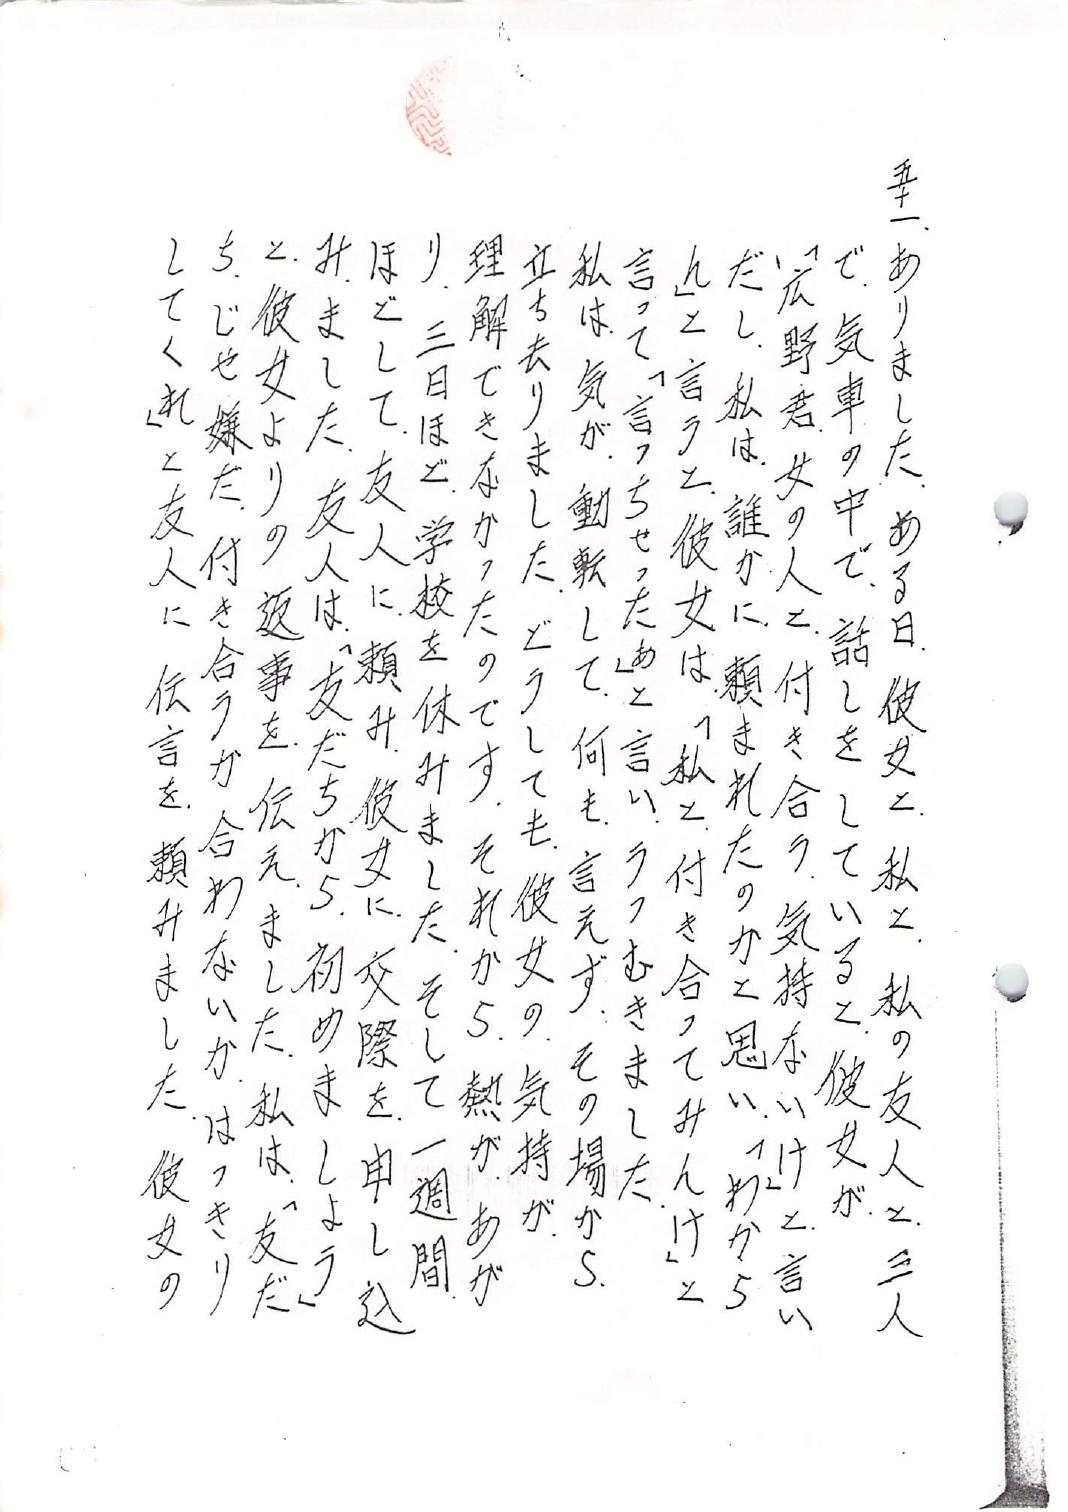 五十一、ありました、ある日、彼女と、私と、私の友人と、三人
で、気車の中で、話しをしていると、彼女が、
「広野君、女の人と、付き合う、気持ないけ」と、言い
だし、私は、誰かに、頼まれたのかと思い、「わから
ん」と言うと、彼女は、「私と、付き合ってみんけ」と
言って「言っちゃったぁ」と言い、うつむきました、
私は、気が、動転して、何も、言えず、その場から、
立ち去りました、どうしても、彼女の、気持が、
理解できなかったのです、それから、熱が、あが
り、三日ほど、学校を休みました、そして一週間、
ほどして、友人に、頼み、彼女に、交際を、申し込
み、ました、友人は、「友だちから、初めましょう」
と、彼女よりの返事を、伝え、ました、私は、「友だ
ち、じゃ嫌だ、付き合うか合わないか、はっきり
してくれ」と友人に伝言を、頼みました、彼女の